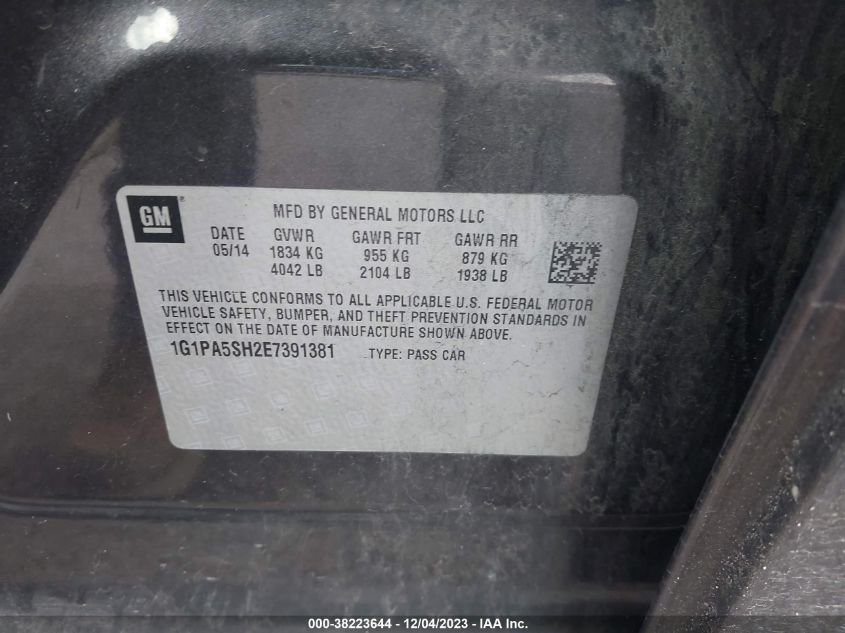 GM®
MFD BY GENERAL MOTORS LLC
DATE GVWR GAWR FRT GAWR RR
05/14 1834 KG 955 KG 879 KG
4042 LB 2104 LB 1938 LB
THIS VEHICLE CONFORMS TO ALL APPLICABLE U.S. FEDERAL MOTOR
VEHICLE SAFETY, BUMPER, AND THEFT PREVENTION STANDARDS IN
EFFECT ON THE DATE OF MANUFACTURE SHOWN ABOVE.
1G1PA5SH2E7391381 TYPE: PASS CAR
000-38223644 - 12/04/2023 - IAA Inc.